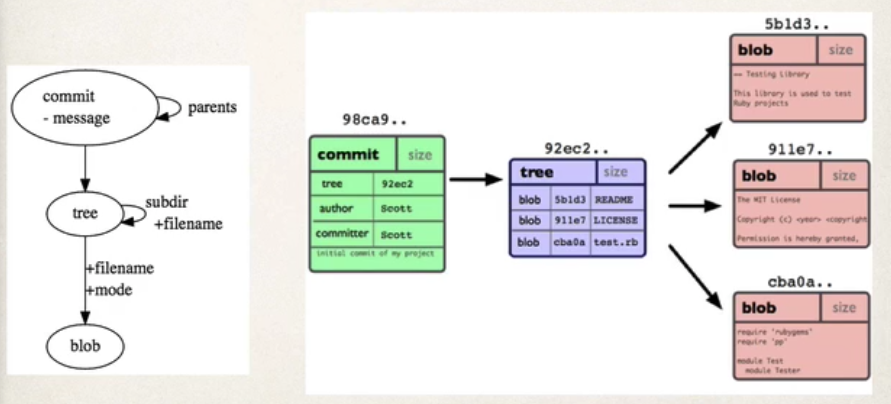 commit
- message
parents
tree
subdir
+filename
+filename
+mode
blob
98ca9..
commit size
tree 92ec2
author Scott
committer Scott
initial commit of my project
92ec2..
tree size
blob 5b1d3 README
blob 911e7 LICENSE
blob cba0a test.rb
5b1d3..
blob size
== Testing Library
This library is used to test
Ruby projects
911e7..
blob size
The MIT License
Copyright (c) <year> <copyright
Permission is hereby granted,
cba0a..
blob size
require 'rubygems'
require 'pp'
module Test
module Tester